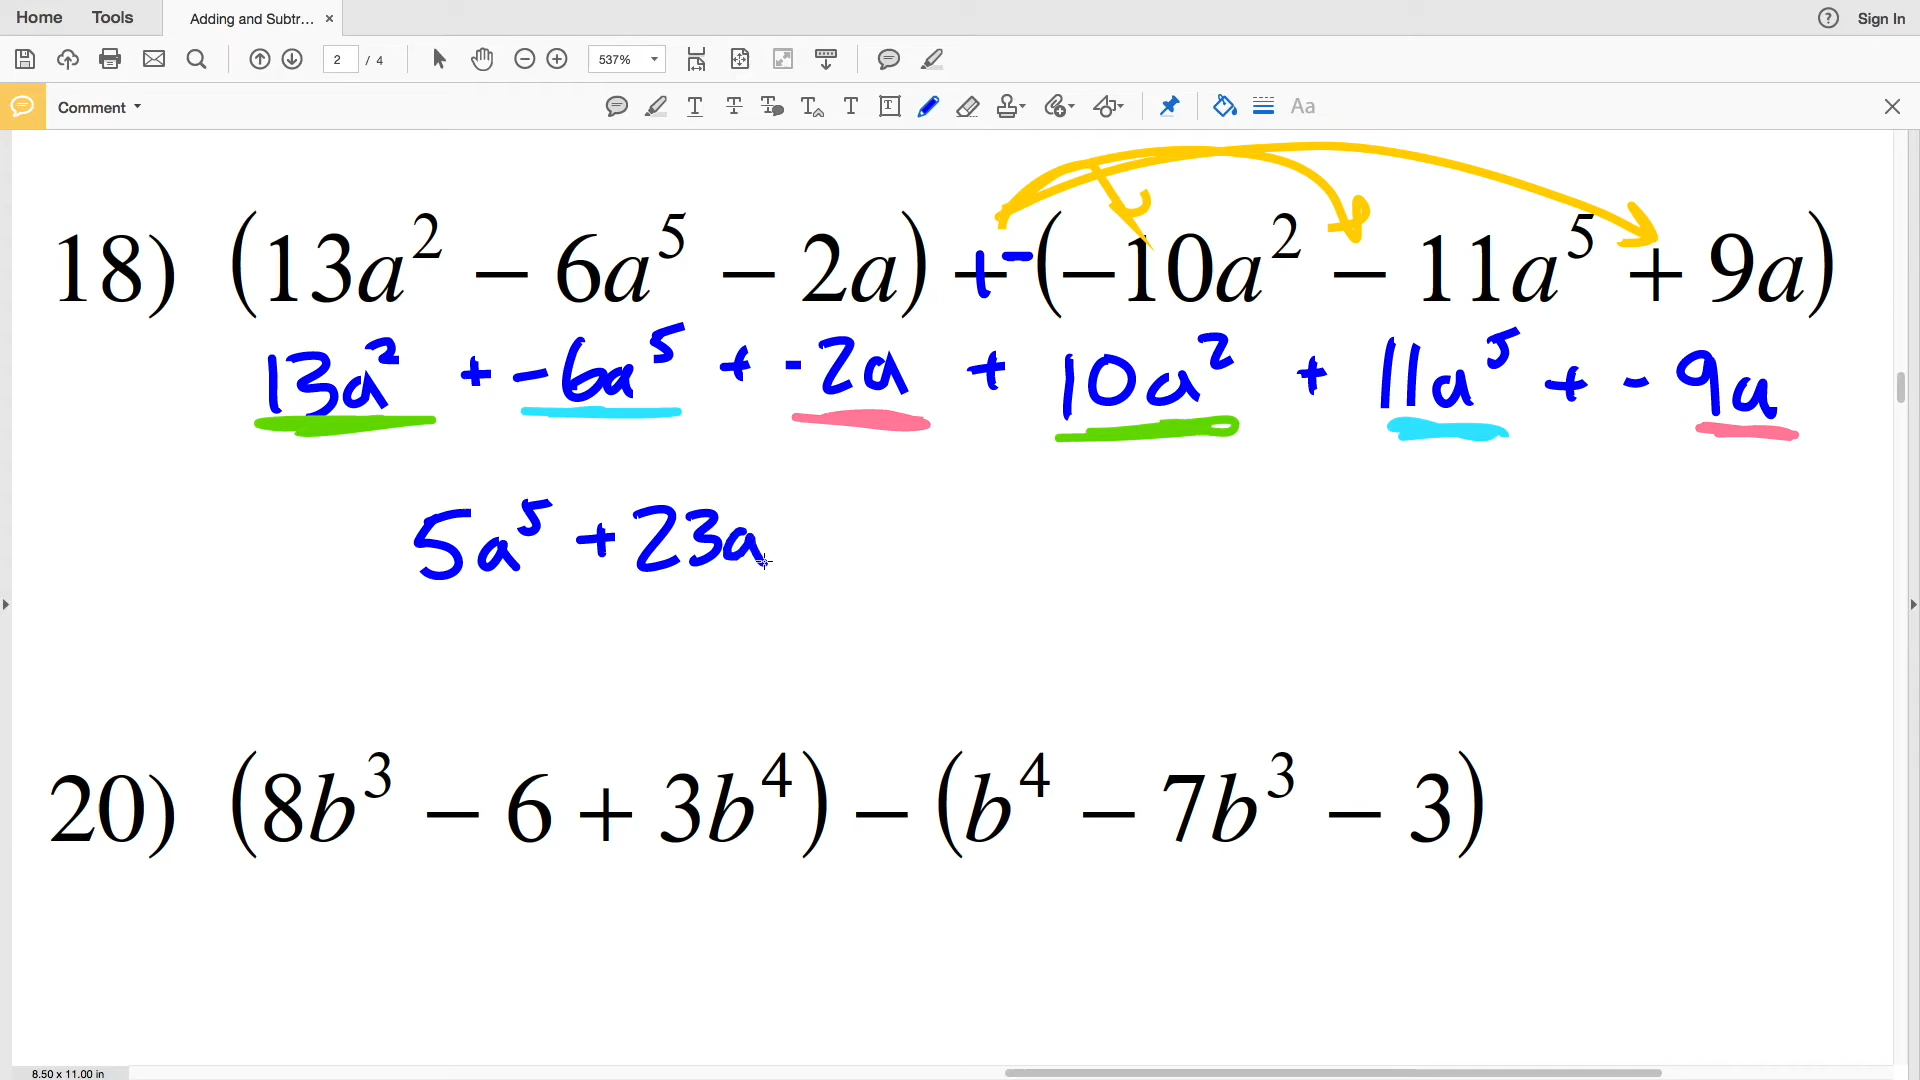 Home Tools Adding and Subtr... × ? Sign In
2 / 4 537%
Comment T T T T T T Aa
18) (13a² − 6a⁵ − 2a) +- (−10a² − 11a⁵ + 9a)
13a² + -6a⁵ + -2a + 10a² + 11a⁵ + -9a
5a⁵ + 23a
20) (8b³ − 6 + 3b⁴) − (b⁴ − 7b³ − 3)
8.50 x 11.00 in